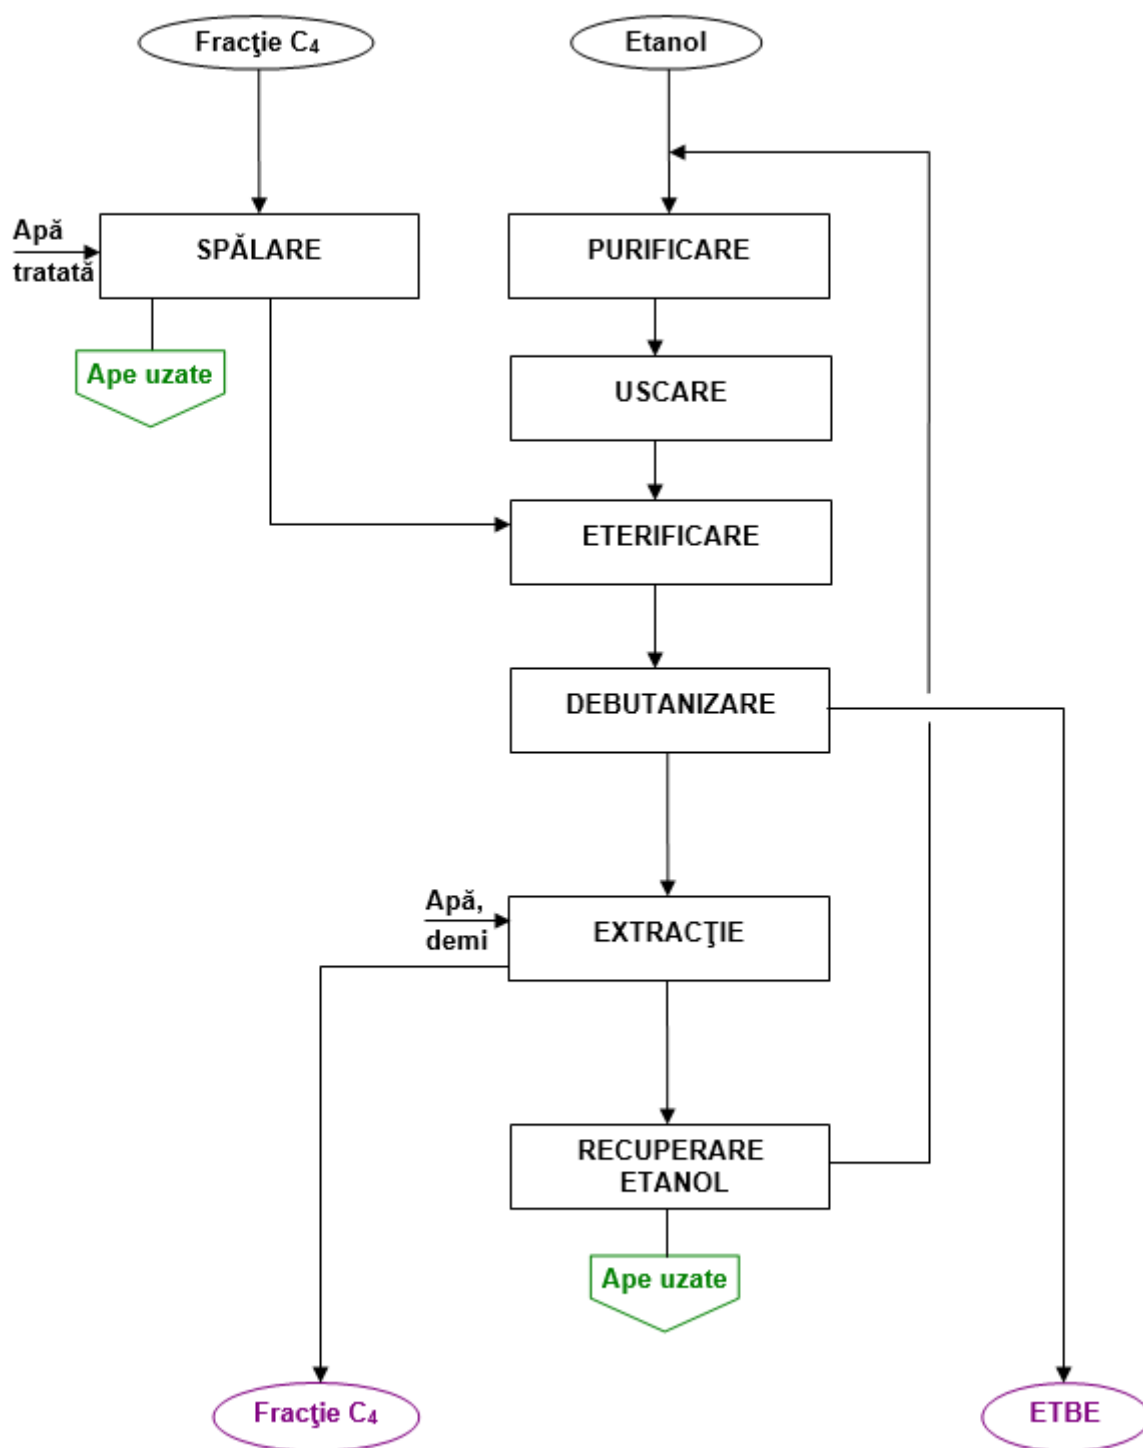 Fracţie C₄
Etanol
Apă
tratată
SPĂLARE
PURIFICARE
Ape uzate
USCARE
ETERIFICARE
DEBUTANIZARE
Apă,
demi
EXTRACŢIE
RECUPERARE
ETANOL
Ape uzate
Fracţie C₄
ETBE